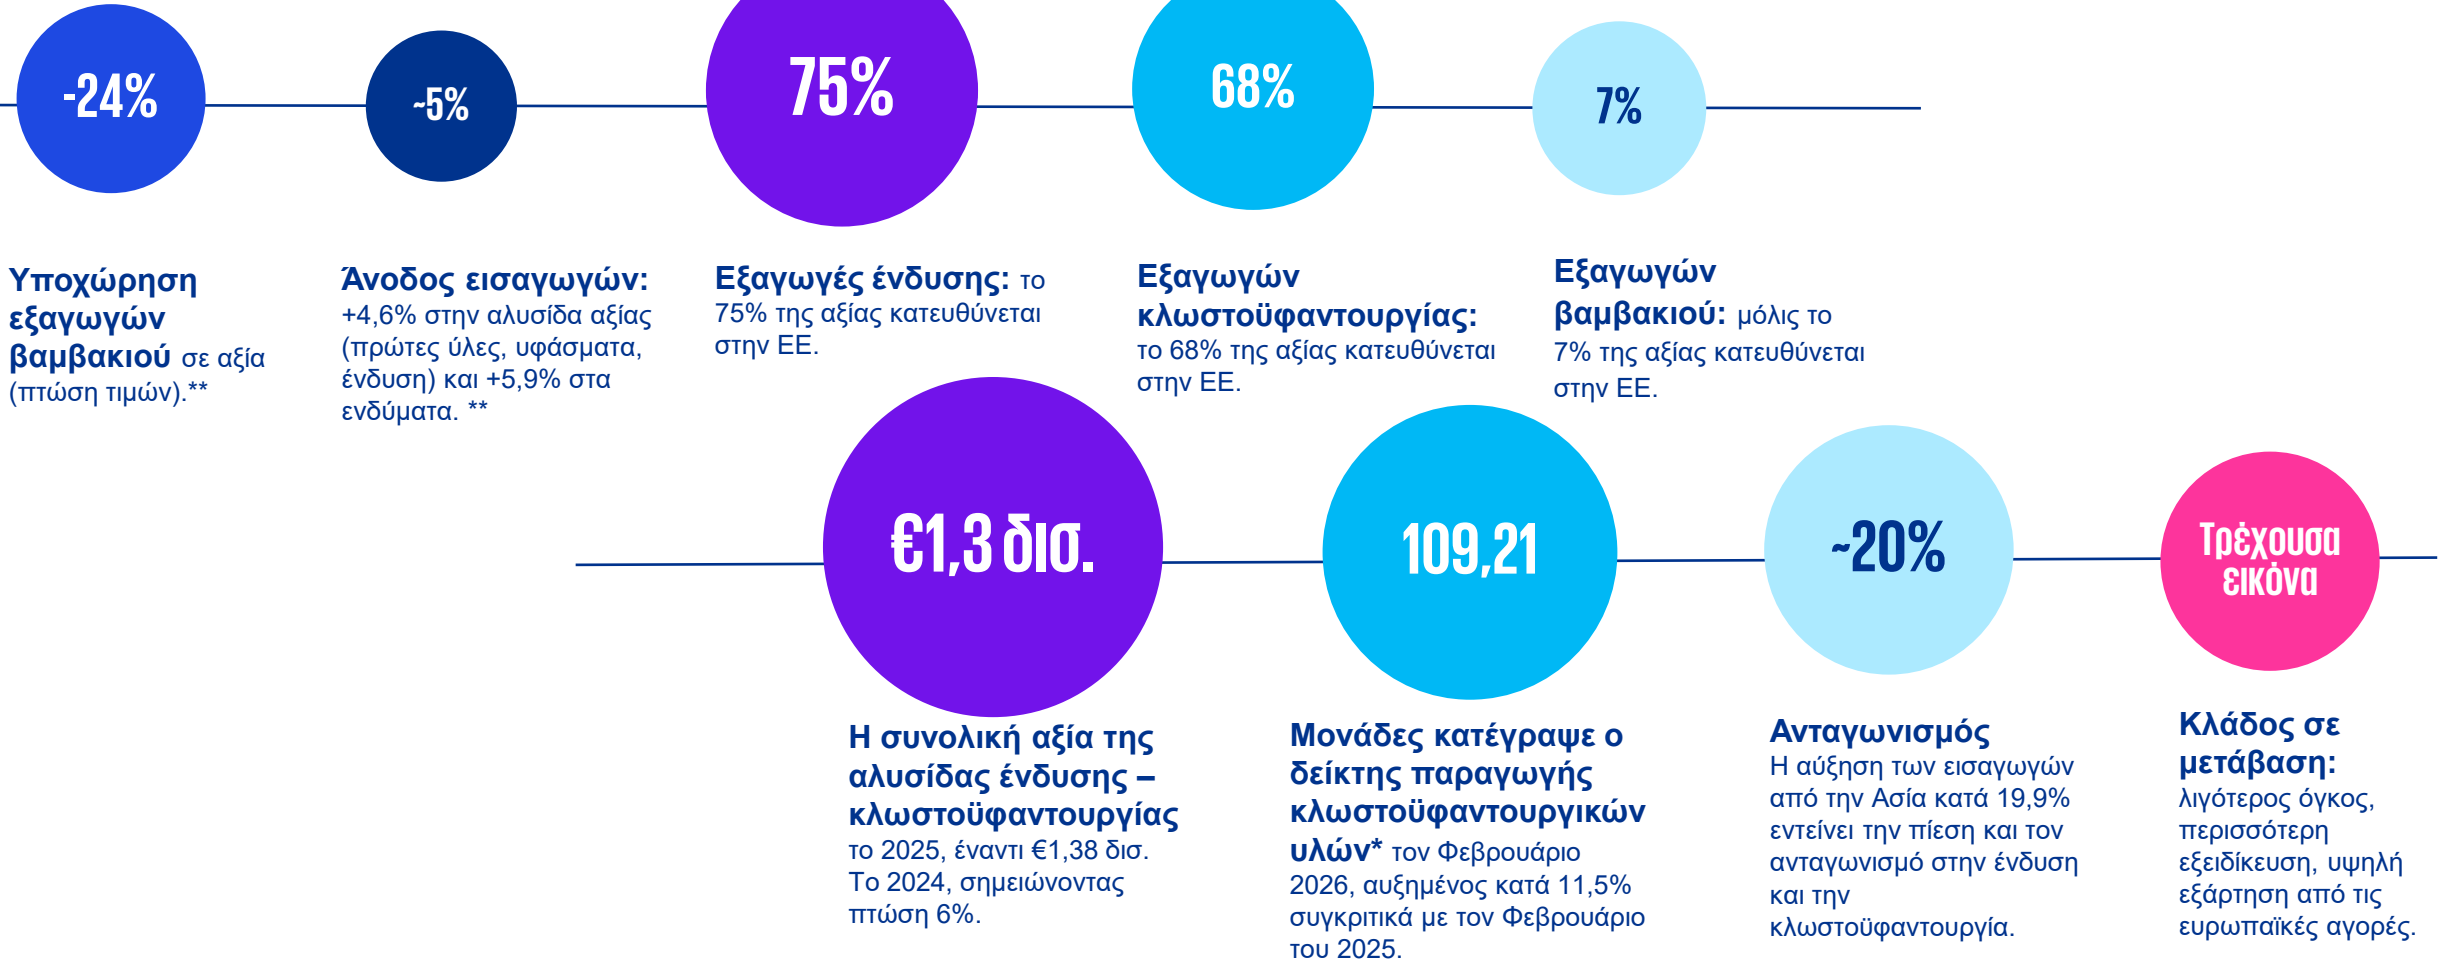 -24%
~5%
75%
68%
7%
Υποχώρηση
εξαγωγών
βαμβακιού σε αξία
(πτώση τιμών).**
Άνοδος εισαγωγών:
+4,6% στην αλυσίδα αξίας
(πρώτες ύλες, υφάσματα,
ένδυση) και +5,9% στα
ενδύματα. **
Εξαγωγές ένδυσης: το
75% της αξίας κατευθύνεται
στην ΕΕ.
Εξαγωγών
κλωστοϋφαντουργίας:
το 68% της αξίας κατευθύνεται
στην ΕΕ.
Εξαγωγών
βαμβακιού: μόλις το
7% της αξίας κατευθύνεται
στην ΕΕ.
€1,3 δισ.
109,21
~20%
Τρέχουσα
εικόνα
Η συνολική αξία της
αλυσίδας ένδυσης –
κλωστοϋφαντουργίας
το 2025, έναντι €1,38 δισ.
Το 2024, σημειώνοντας
πτώση 6%.
Μονάδες κατέγραψε ο
δείκτης παραγωγής
κλωστοϋφαντουργικών
υλών* τον Φεβρουάριο
2026, αυξημένος κατά 11,5%
συγκριτικά με τον Φεβρουάριο
του 2025.
Ανταγωνισμός
Η αύξηση των εισαγωγών
από την Ασία κατά 19,9%
εντείνει την πίεση και τον
ανταγωνισμό στην ένδυση
και την
κλωστοϋφαντουργία.
Κλάδος σε
μετάβαση:
λιγότερος όγκος,
περισσότερη
εξειδίκευση, υψηλή
εξάρτηση από τις
ευρωπαϊκές αγορές.